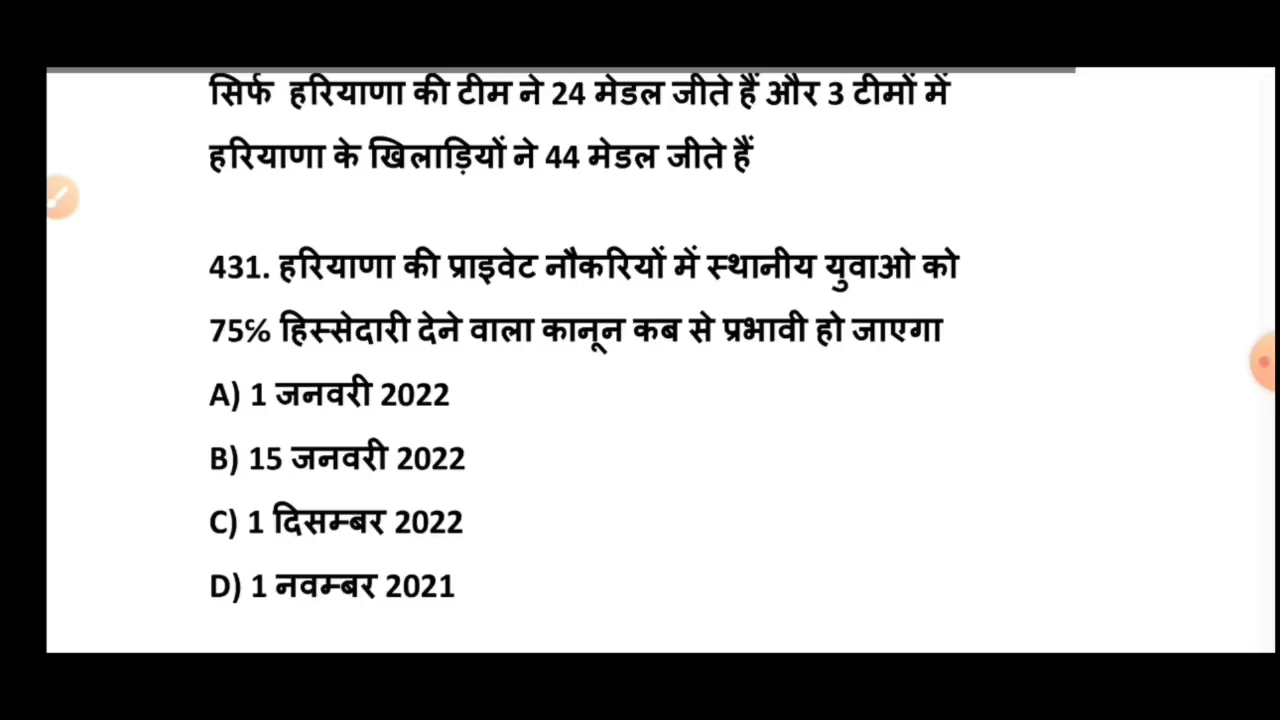 सिर्फ हरियाणा की टीम ने 24 मेडल जीते हैं और 3 टीमों में
हरियाणा के खिलाड़ियों ने 44 मेडल जीते हैं
431. हरियाणा की प्राइवेट नौकरियों में स्थानीय युवाओ को
75℅ हिस्सेदारी देने वाला कानून कब से प्रभावी हो जाएगा
A) 1 जनवरी 2022
B) 15 जनवरी 2022
C) 1 दिसम्बर 2022
D) 1 नवम्बर 2021